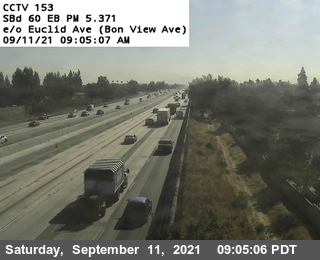 CCTV 153
SBd 60 EB PM 5.371
e/o Euclid Ave (Bon View Ave)
09/11/21 09:05:07 AM
Saturday, September 11, 2021 09:05:06 PDT